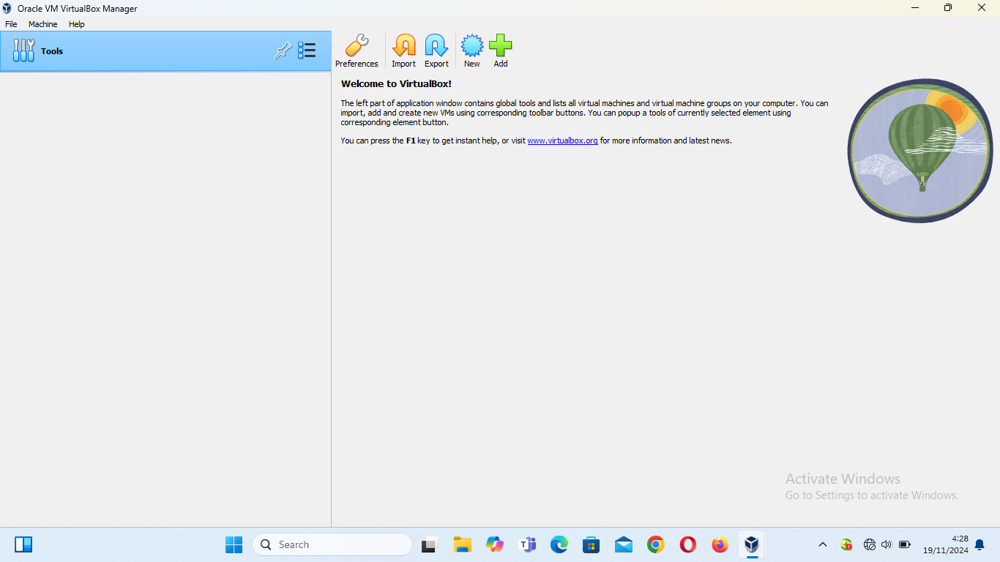 Oracle VM VirtualBox Manager
File Machine Help
Tools
Preferences Import Export New Add
Welcome to VirtualBox!
The left part of application window contains global tools and lists all virtual machines and virtual machine groups on your computer. You can
import, add and create new VMs using corresponding toolbar buttons. You can popup a tools of currently selected element using
corresponding element button.
You can press the F1 key to get instant help, or visit www.virtualbox.org for more information and latest news.
Activate Windows
Go to Settings to activate Windows.
Search
4:28
19/11/2024